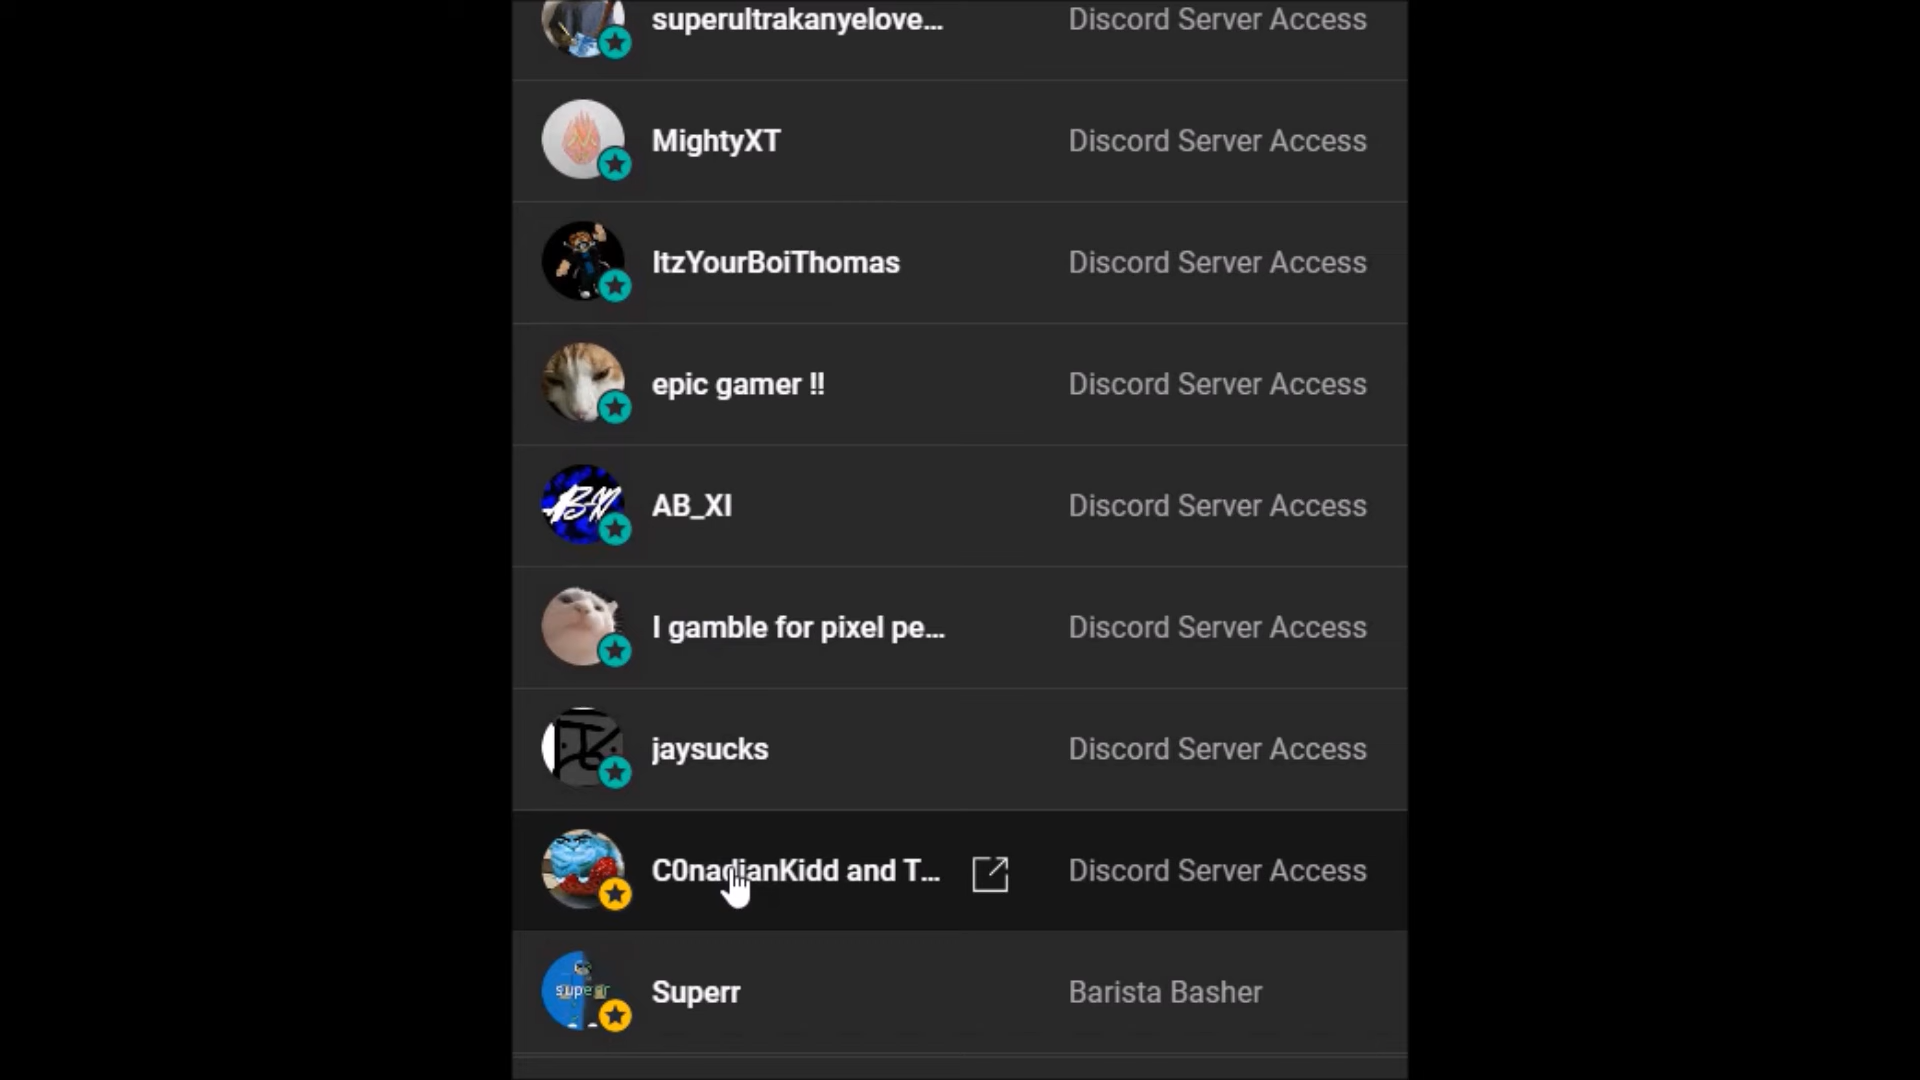 superultrakanyelove... Discord Server Access
MightyXT Discord Server Access
ItzYourBoiThomas Discord Server Access
epic gamer !! Discord Server Access
AB_XI Discord Server Access
I gamble for pixel pe... Discord Server Access
jaysucks Discord Server Access
C0nadianKidd and T... Discord Server Access
superr
Superr Barista Basher